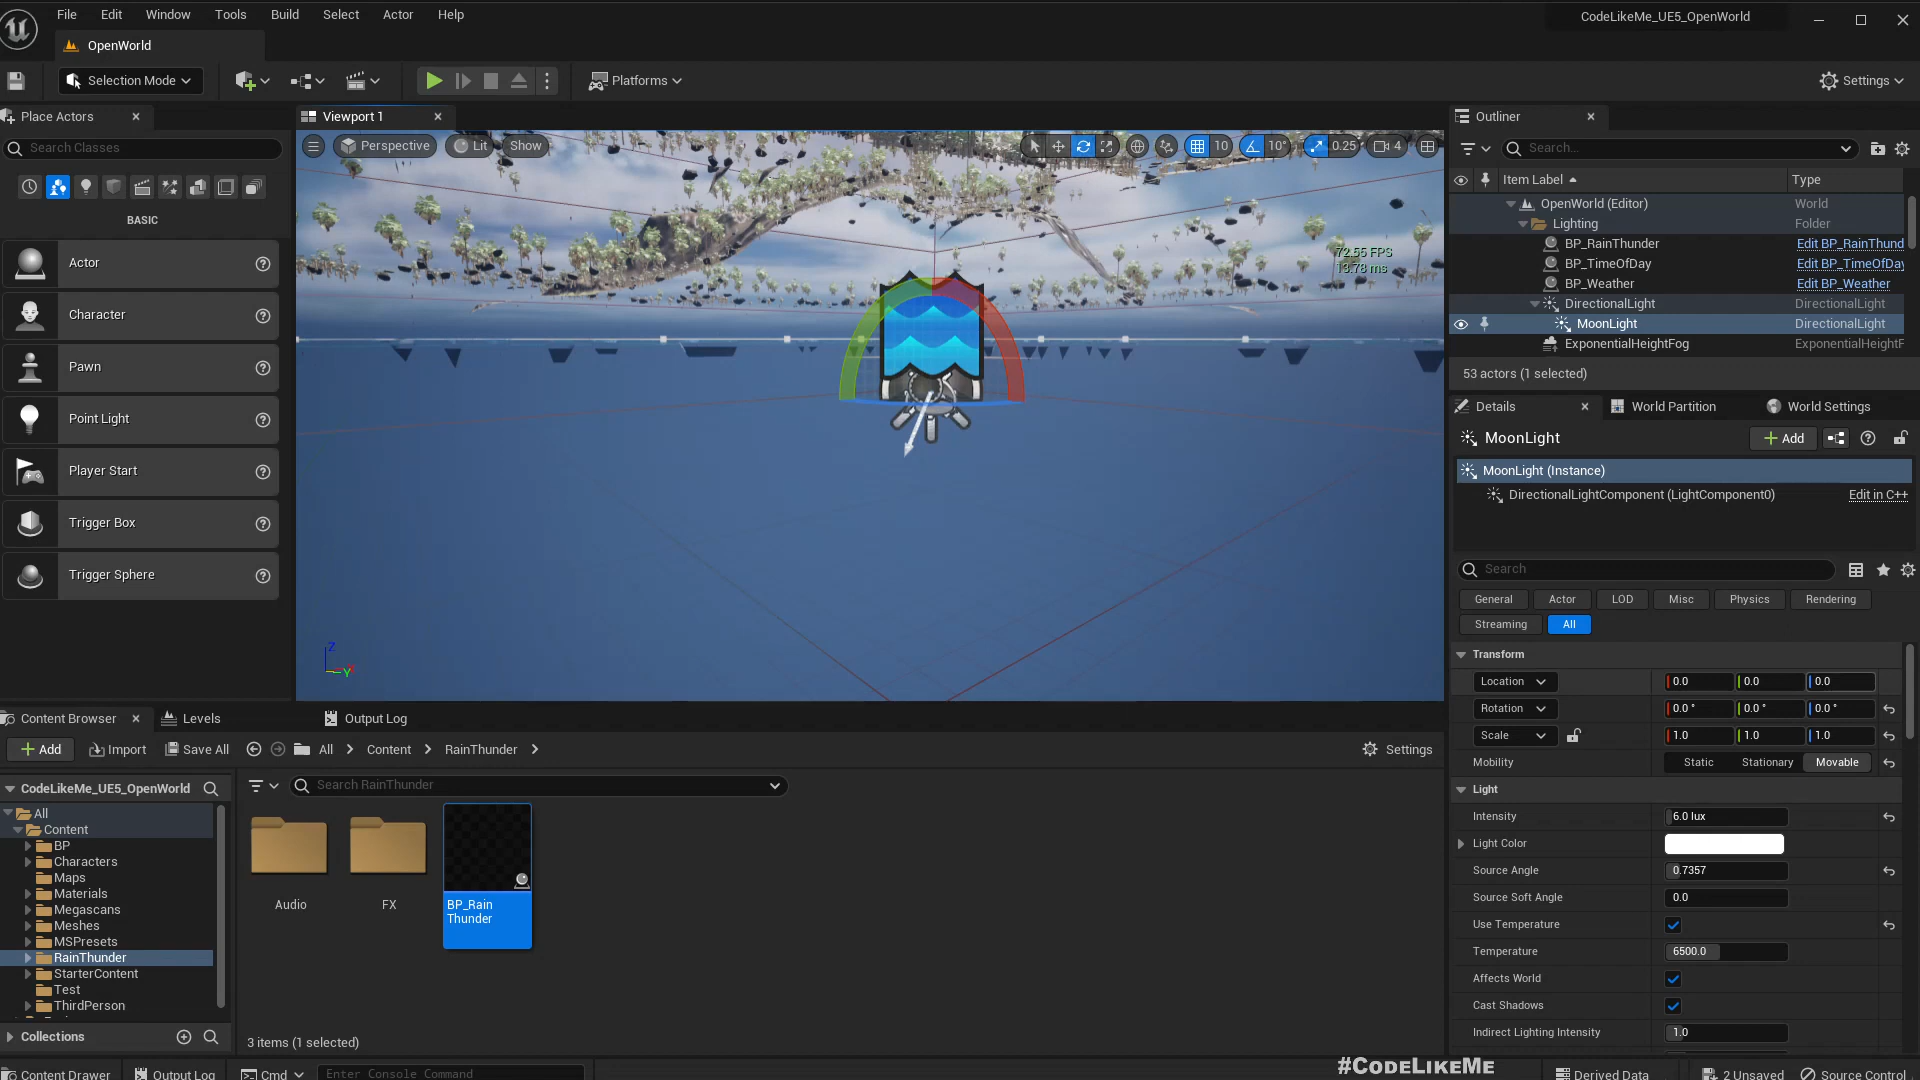 File Edit Window Tools Build Select Actor Help
CodeLikeMe_UE5_OpenWorld
OpenWorld
Selection Mode
Platforms
Settings
Place Actors
Viewport 1
Outliner
Search Classes
Perspective Lit Show
10 10° 0.25 4
Search...
Item Label Type
BASIC
OpenWorld (Editor) World
Lighting Folder
BP_RainThunder Edit BP_RainThund
BP_TimeOfDay Edit BP_TimeOfDay
BP_Weather Edit BP_Weather
DirectionalLight DirectionalLight
MoonLight DirectionalLight
ExponentialHeightFog ExponentialHeightF
53 actors (1 selected)
72.55 FPS
13.78 ms
Actor
Character
Pawn
Point Light
Player Start
Trigger Box
Trigger Sphere
Z
Y
Details World Partition World Settings
MoonLight Add
MoonLight (Instance)
DirectionalLightComponent (LightComponent0) Edit in C++
Search
General Actor LOD Misc Physics Rendering
Streaming All
Transform
Location 0.0 0.0 0.0
Rotation 0.0 ° 0.0 ° 0.0 °
Scale 1.0 1.0 1.0
Mobility Static Stationary Movable
Light
Intensity 6.0 lux
Light Color
Source Angle 0.7357
Source Soft Angle 0.0
Use Temperature
Temperature 6500.0
Affects World
Cast Shadows
Indirect Lighting Intensity 1.0
Content Browser Levels Output Log
Add Import Save All All Content RainThunder Settings
CodeLikeMe_UE5_OpenWorld
Search RainThunder
All
Content
BP
Characters
Maps
Materials
Megascans
Meshes
MSPresets
RainThunder
StarterContent
Test
ThirdPerson
Audio
FX
BP_Rain
Thunder
Collections
3 items (1 selected)
#CodeLikeMe
Content Drawer Output Log Cmd Enter Console Command Derived Data 2 Unsaved Source Control